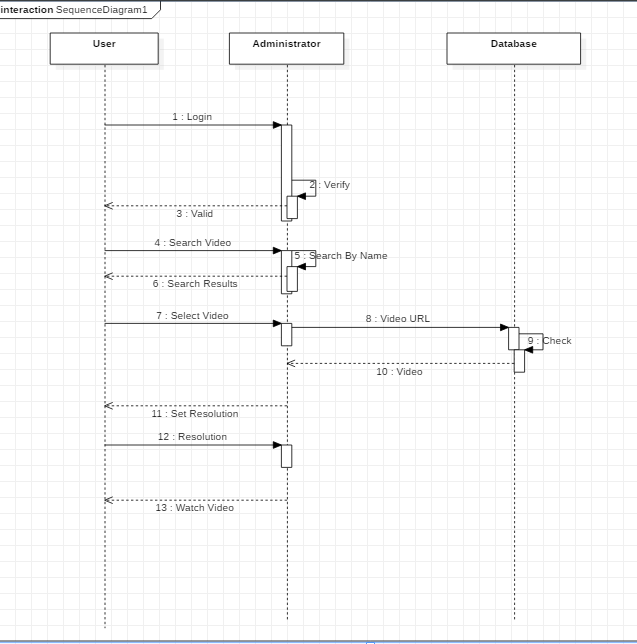 interaction SequenceDiagram1
User
Administrator
Database
1 : Login
2 : Verify
3 : Valid
4 : Search Video
5 : Search By Name
6 : Search Results
7 : Select Video
8 : Video URL
9 : Check
10 : Video
11 : Set Resolution
12 : Resolution
13 : Watch Video